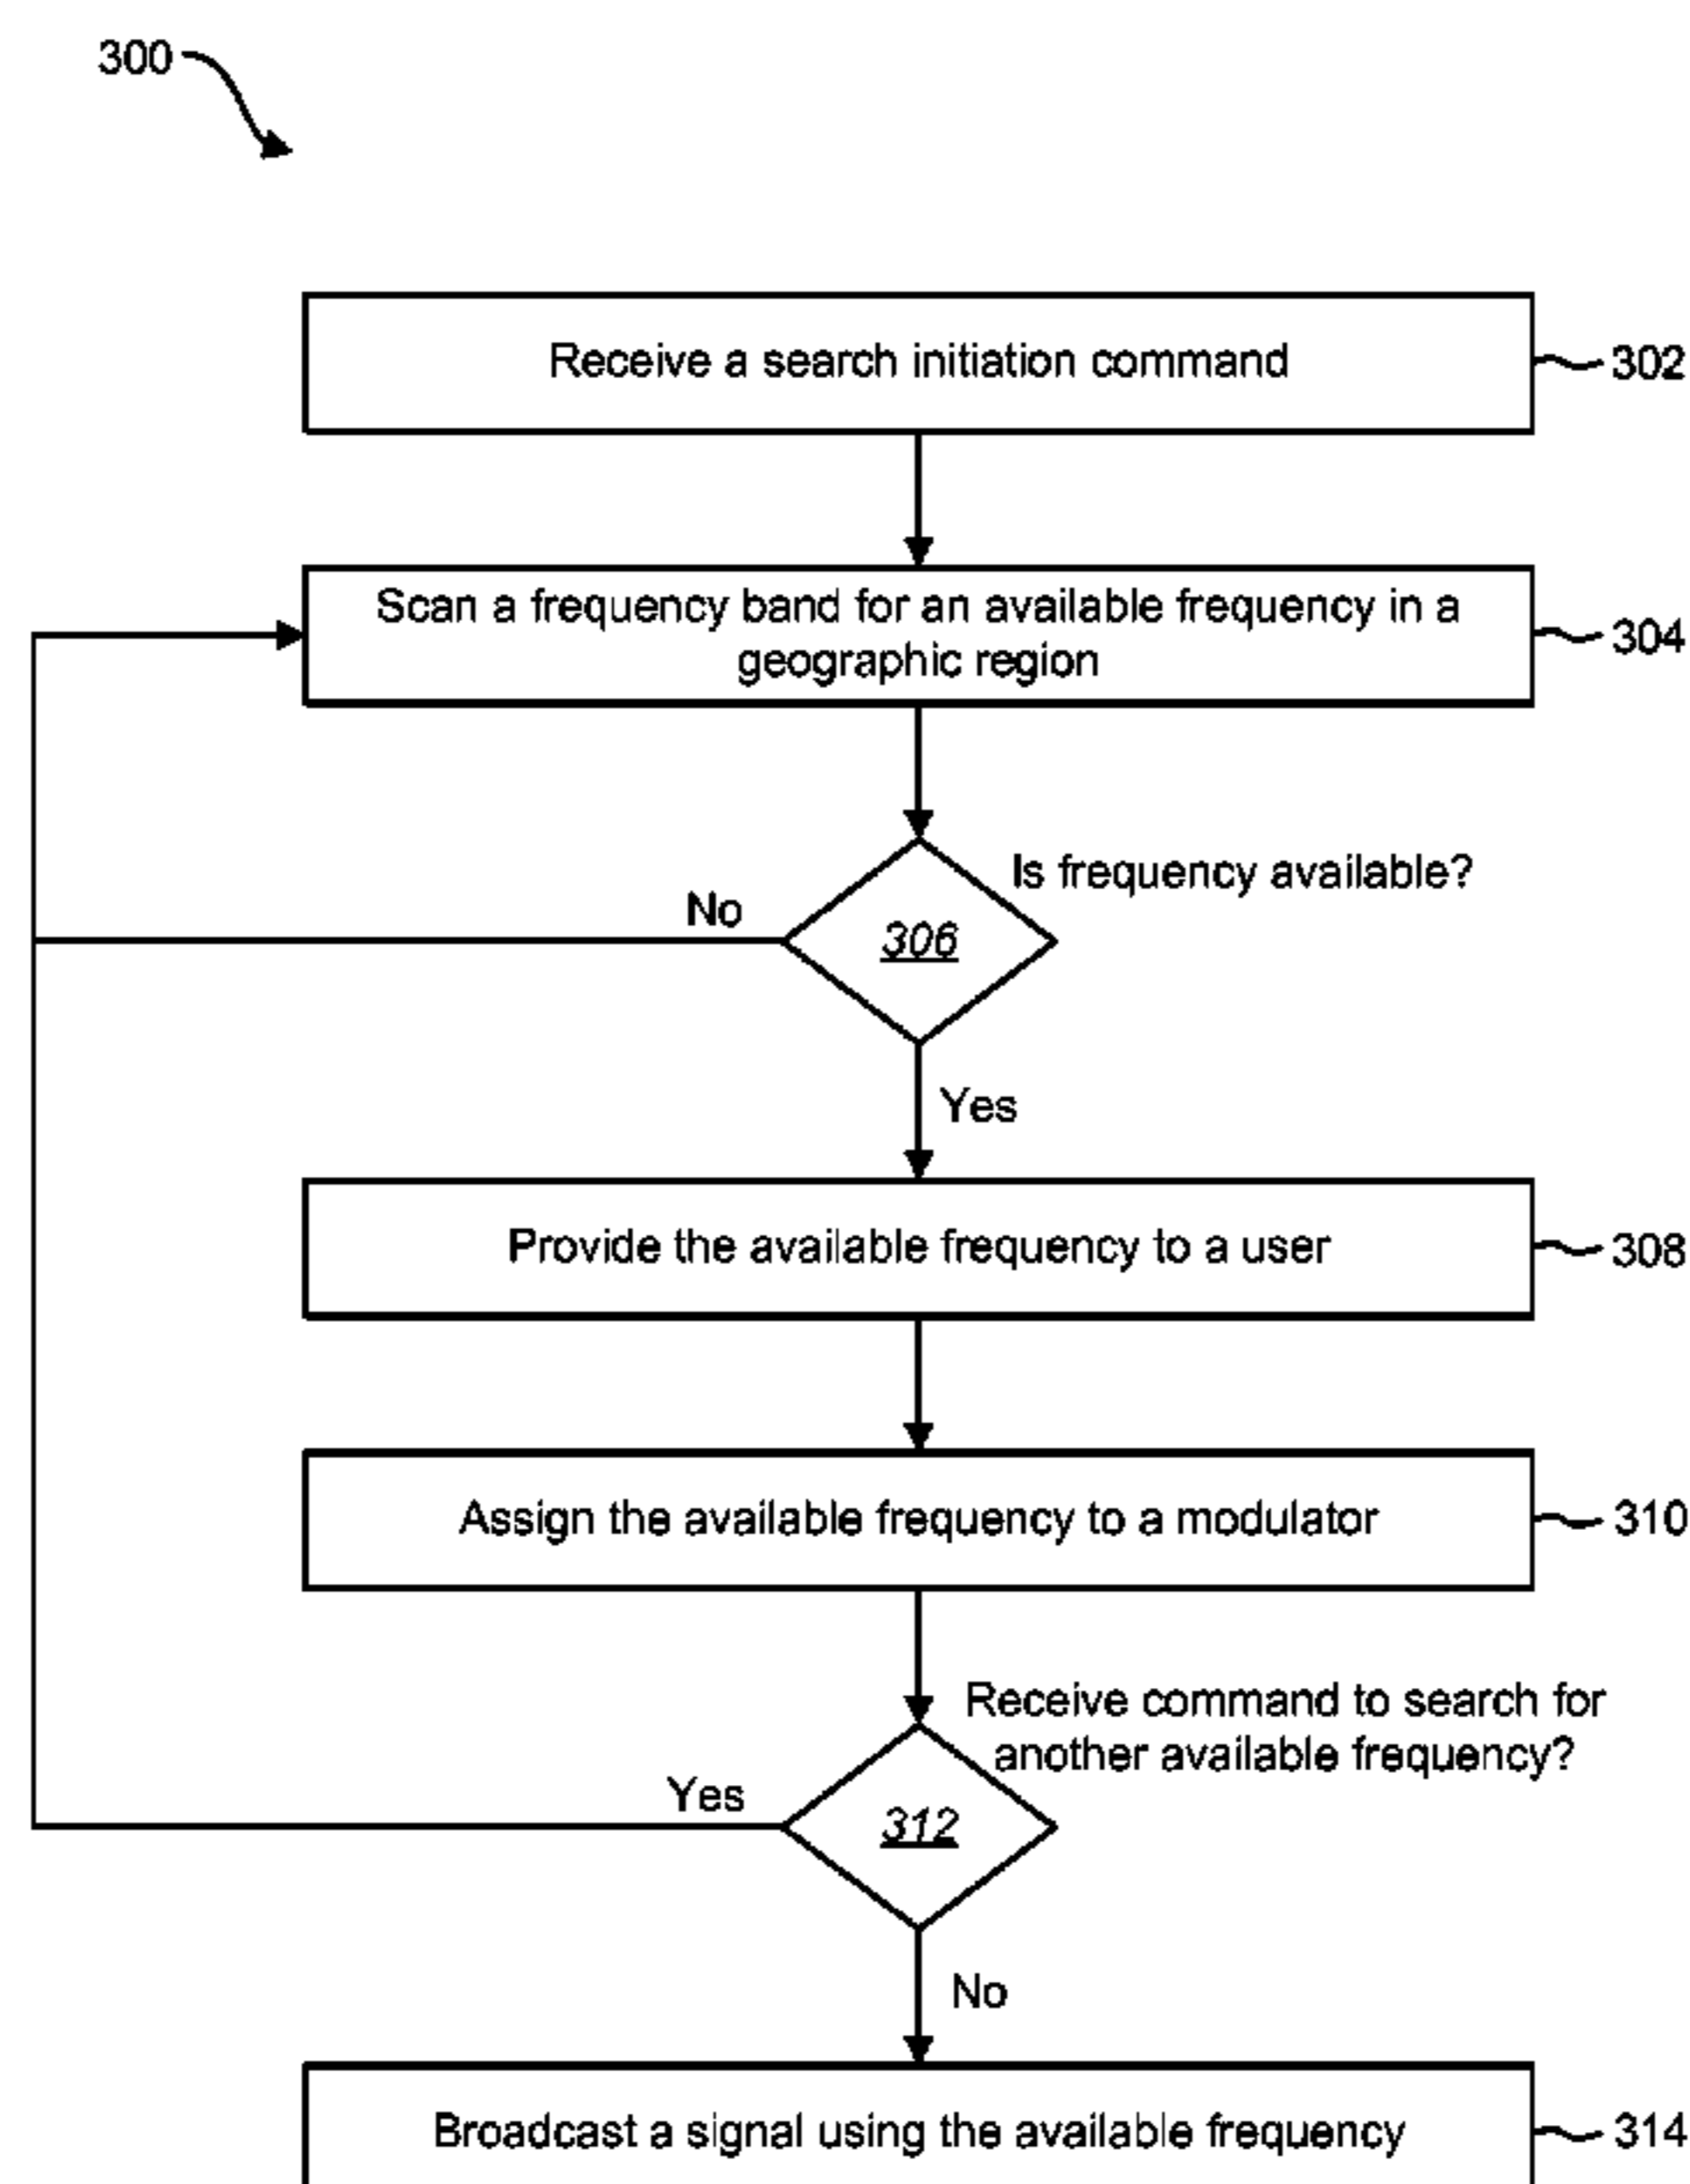 300
Receive a search initiation command
302
Scan a frequency band for an available frequency in a
geographic region
304
Is frequency available?
No
306
Yes
Provide the available frequency to a user
308
Assign the available frequency to a modulator
310
Receive command to search for
another available frequency?
Yes
312
No
Broadcast a signal using the available frequency
314